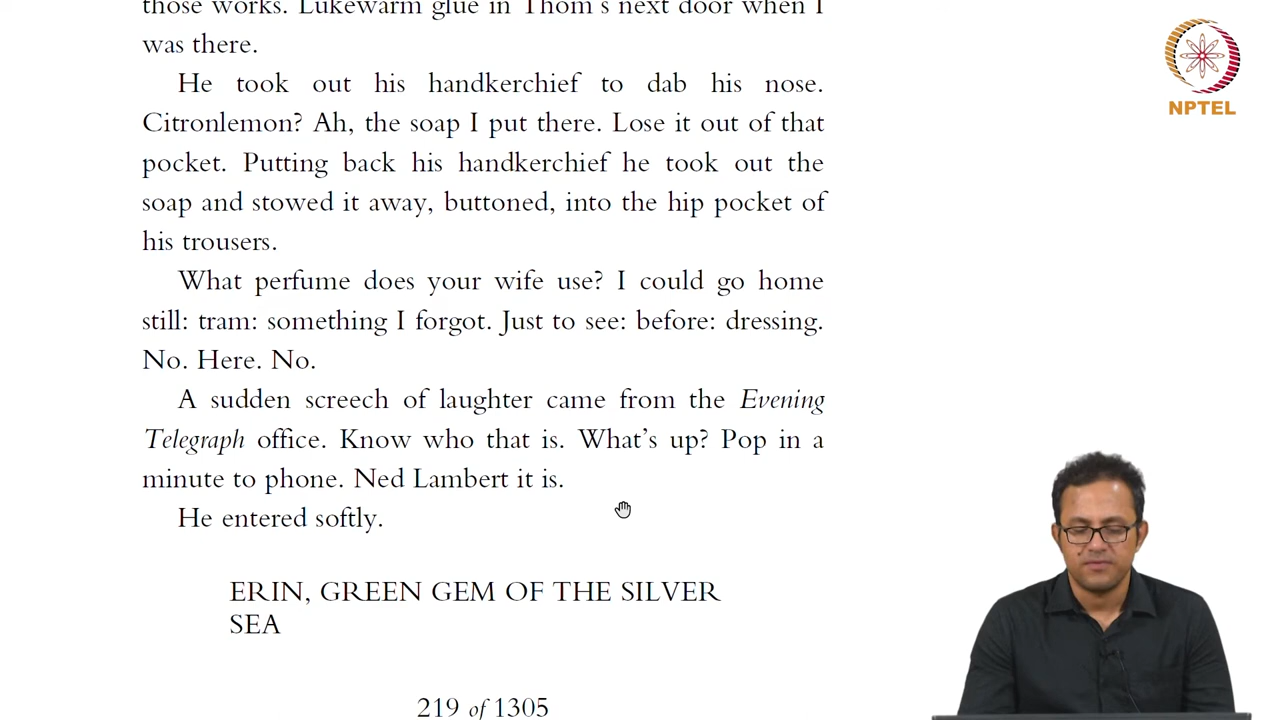 those works. Lukewarm glue in Thom's next door when I
was there.
He took out his handkerchief to dab his nose.
Citronlemon? Ah, the soap I put there. Lose it out of that
pocket. Putting back his handkerchief he took out the
soap and stowed it away, buttoned, into the hip pocket of
his trousers.
What perfume does your wife use? I could go home
still: tram: something I forgot. Just to see: before: dressing.
No. Here. No.
A sudden screech of laughter came from the Evening
Telegraph office. Know who that is. What's up? Pop in a
minute to phone. Ned Lambert it is.
He entered softly.
ERIN, GREEN GEM OF THE SILVER
SEA
219 of 1305
NPTEL